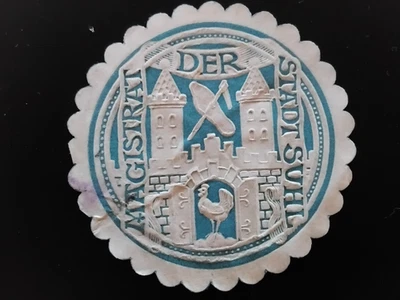 MAGISTRAT DER STADT SUHL